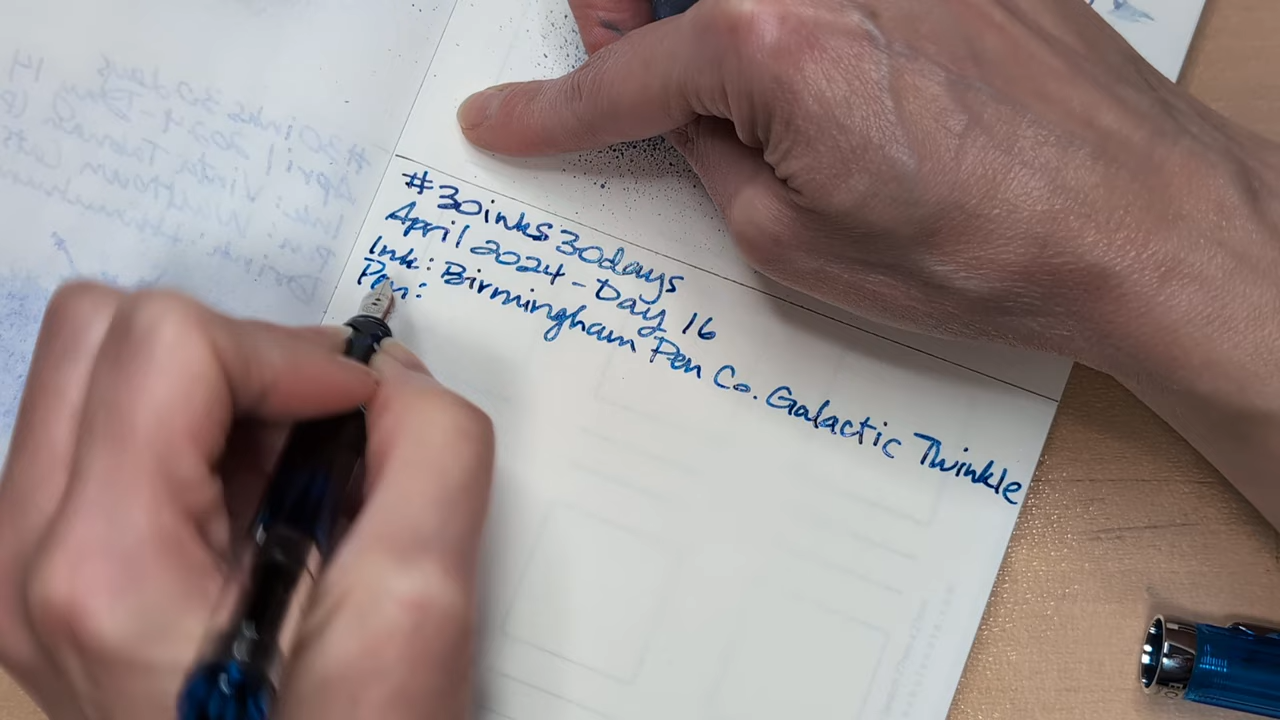 #30inks30days
April 2024 - Day 16
Ink: Birmingham Pen Co. Galactic Twinkle
Pen: